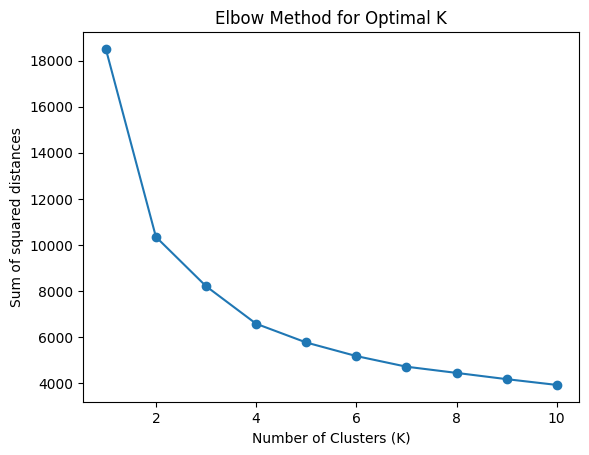 Elbow Method for Optimal K
18000
16000
14000
12000
10000
8000
6000
4000
Sum of squared distances
2 4 6 8 10
Number of Clusters (K)